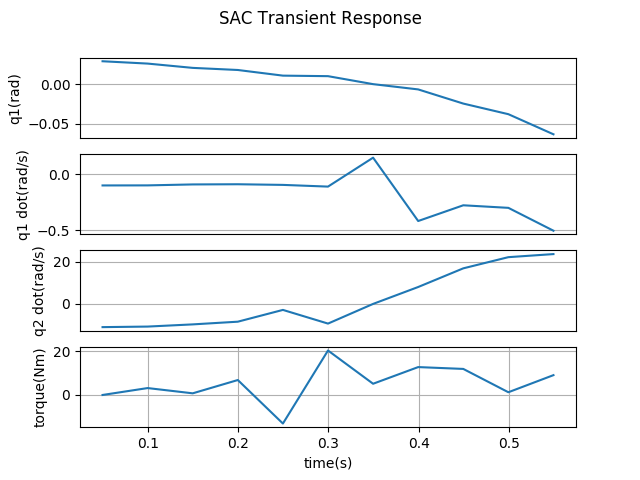 SAC Transient Response
q1(rad)
0.00
−0.05
q1 dot(rad/s)
0.0
−0.5
q2 dot(rad/s)
20
0
torque(Nm)
20
0
0.1 0.2 0.3 0.4 0.5
time(s)